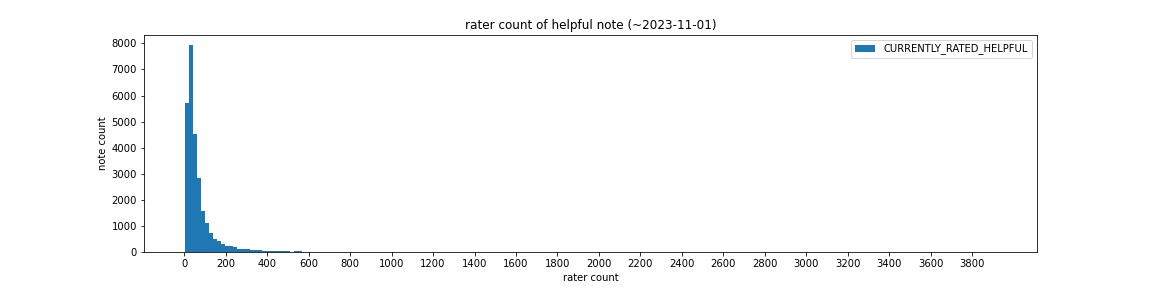 rater count of helpful note (~2023-11-01)
CURRENTLY_RATED_HELPFUL
note count
8000
7000
6000
5000
4000
3000
2000
1000
0
0 200 400 600 800 1000 1200 1400 1600 1800 2000 2200 2400 2600 2800 3000 3200 3400 3600 3800
rater count